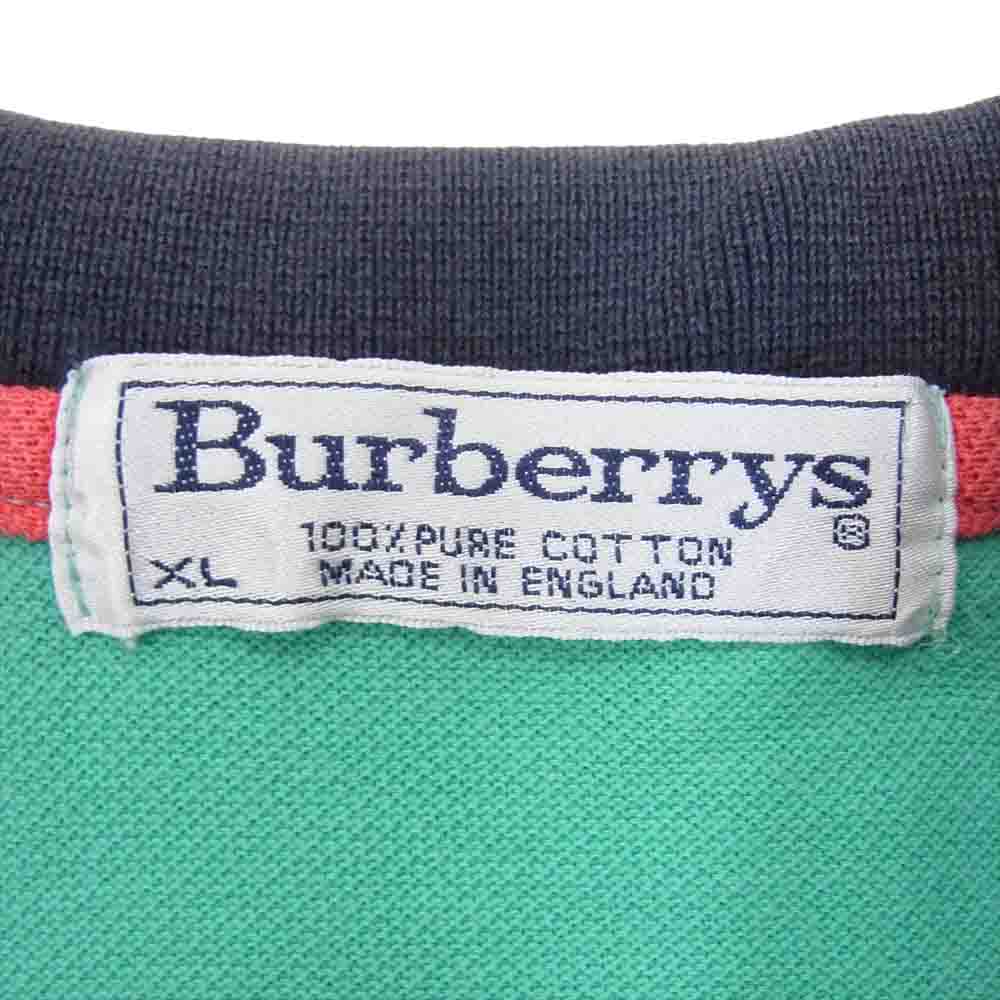 Burberrys®
100% PURE COTTON
XL MADE IN ENGLAND